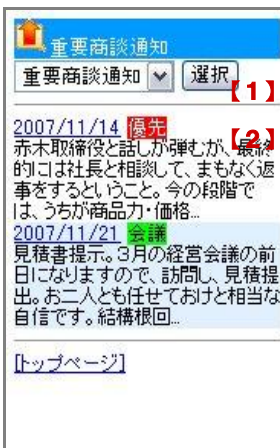 重要商談通知
重要商談通知 選択
【1】
2007/11/14 優先
【2】
赤木取締役と話しが弾むが、最終
的には社長と相談して、まもなく返
事をするということ。今の段階で
は、うちが商品力・価格...
2007/11/21 会議
見積書提示。3月の経営会議の前
日になりますので、訪問し、見積提
出。お二人とも任せておけと相当な
自信です。結構根回...
[トップページ]